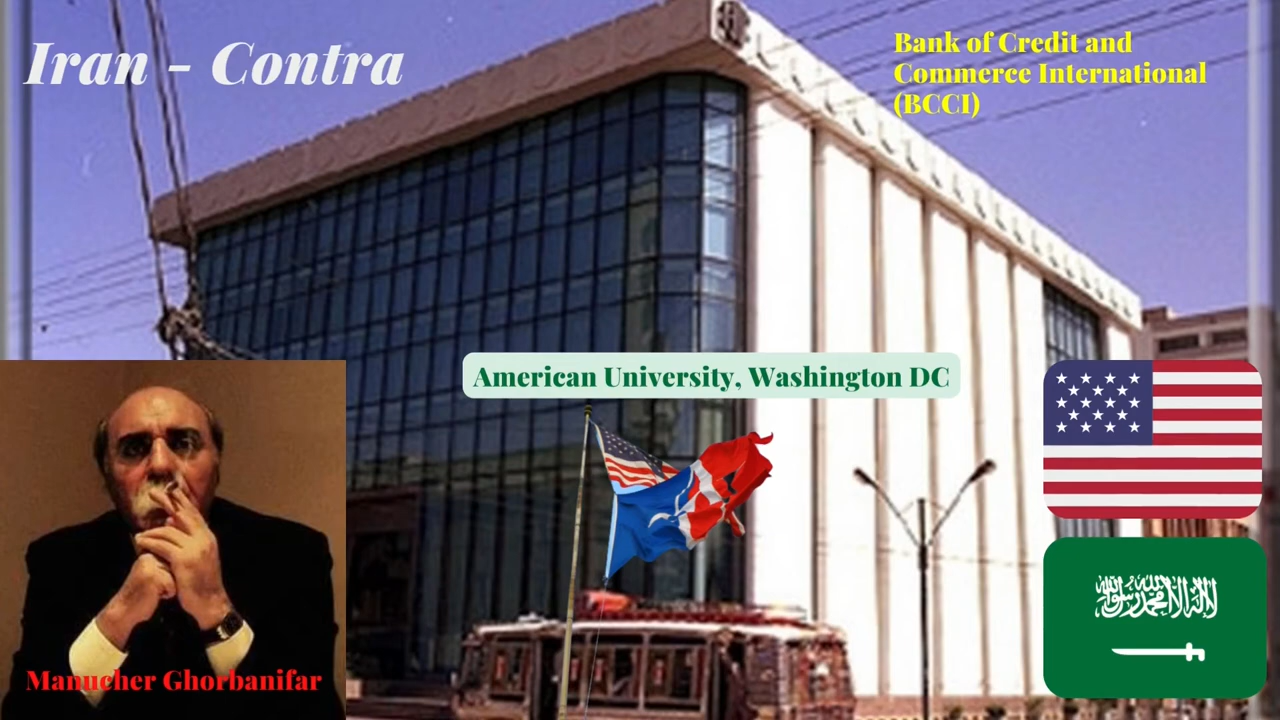 Iran - Contra
Bank of Credit and
Commerce International
(BCCI)
American University, Washington DC
لا إله إلا الله محمد رسول الله
Manucher Ghorbanifar